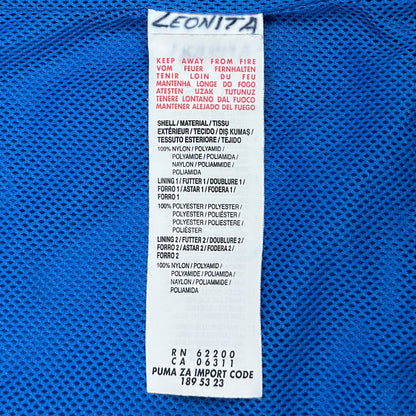 LEONITA
KEEP AWAY FROM FIRE
VOM FEUER FERNHALTEN
TENIR LOIN DU FEU
MANTENHA LONGE DO FOGO
ATEŞTEN UZAK TUTUNUZ
TENERE LONTANO DAL FUOCO
MANTENER ALEJADO DEL FUEGO
SHELL / MATERIAL / TISSU
EXTÉRIEUR / TECIDO / DIŞ KUMAŞ /
TESSUTO ESTERIORE / TEJIDO
100% NYLON / POLYAMID /
POLYAMIDE / POLIAMIDA /
NAYLON / POLIAMMIDE /
POLIAMIDA
LINING 1 / FUTTER 1 / DOUBLURE 1 /
FORRO 1 / ASTAR 1 / FODERA 1 /
FORRO 1
100% POLYESTER / POLYESTER /
POLYESTER / POLIÉSTER /
POLYESTER / POLIESTERE /
POLIÉSTER
LINING 2 / FUTTER 2 / DOUBLURE 2 /
FORRO 2 / ASTAR 2 / FODERA 2 /
FORRO 2
100% NYLON / POLYAMID /
POLYAMIDE / POLIAMIDA /
NAYLON / POLIAMMIDE /
POLIAMIDA
RN 62200
CA 06311
PUMA ZA IMPORT CODE
189 53 23